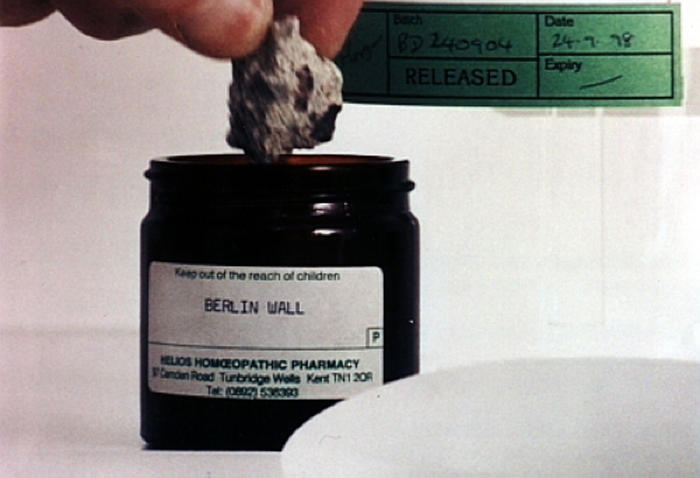 Batch
BD 240904
Date
24-9-98
RELEASED
Expiry
Keep out of the reach of children
BERLIN WALL
P
HELIOS HOMŒOPATHIC PHARMACY
97 Camden Road Tunbridge Wells Kent TN1 2QR
Tel: (0892) 536393